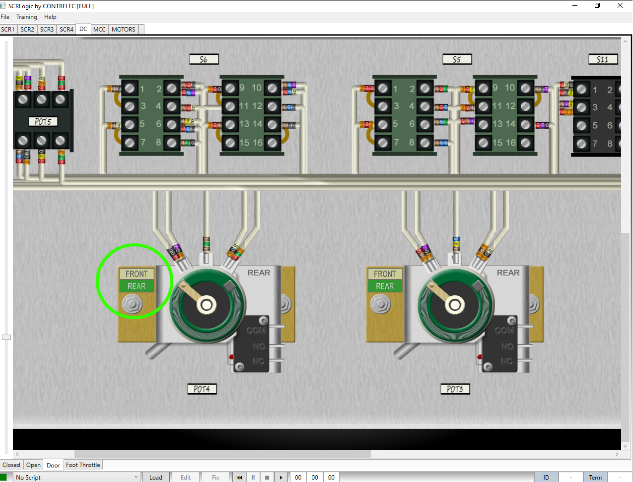 SCRLogic by CONTRELEC [FULL]
File Training Help
SCR1 SCR2 SCR3 SCR4 DC MCC MOTORS
S6 S5 S11
1 2 9 10 1 2 9 10 1 2
3 4 11 12 3 4 11 12 3 4
POT5
5 6 13 14 5 6 13 14 5 6
7 8 15 16 7 8 15 16 7 8
FRONT REAR FRONT REAR
REAR REAR
COM COM
NO NO
NC NC
POT4 POT3
Closed Open Door Foot Throttle
No Script Load Edit Fix 00 00 00 IO - Term -